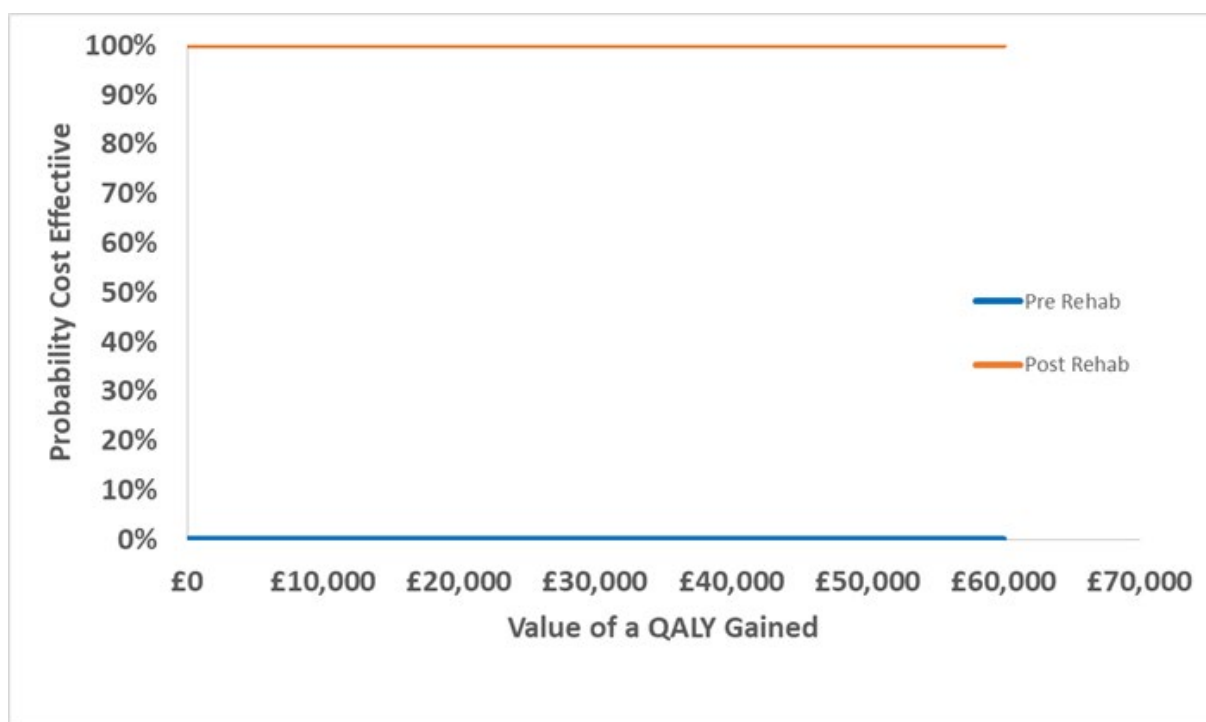 100%
90%
80%
70%
60%
50%
40%
30%
20%
10%
0%
Probability Cost Effectiive
£0 £10,000 £20,000 £30,000 £40,000 £50,000 £60,000 £70,000
Value of a QALY Gained
Pre Rehab
Post Rehab